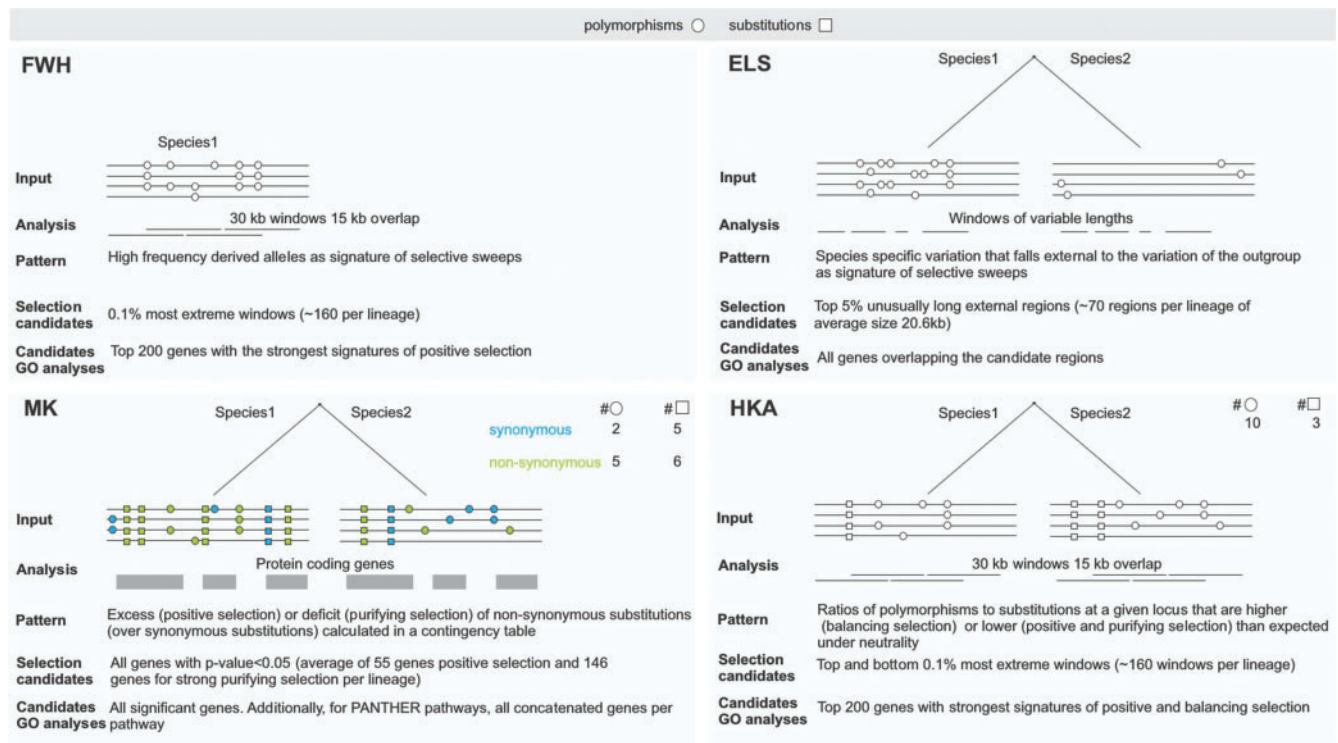 polymorphisms ○ substitutions □
FWH
Species1
Input
Analysis
30 kb windows 15 kb overlap
Pattern
High frequency derived alleles as signature of selective sweeps
Selection
candidates
0.1% most extreme windows (~160 per lineage)
Candidates
GO analyses
Top 200 genes with the strongest signatures of positive selection
ELS
Species1
Species2
Input
Analysis
Windows of variable lengths
Pattern
Species specific variation that falls external to the variation of the outgroup
as signature of selective sweeps
Selection
candidates
Top 5% unusually long external regions (~70 regions per lineage of
average size 20.6kb)
Candidates
GO analyses
All genes overlapping the candidate regions
MK
Species1
Species2
#○ #□
synonymous 2 5
non-synonymous 5 6
Input
Analysis
Protein coding genes
Pattern
Excess (positive selection) or deficit (purifying selection) of non-synonymous substitutions
(over synonymous substitutions) calculated in a contingency table
Selection
candidates
All genes with p-value<0.05 (average of 55 genes positive selection and 146
genes for strong purifying selection per lineage)
Candidates
GO analyses
All significant genes. Additionally, for PANTHER pathways, all concatenated genes per
pathway
HKA
Species1
Species2
#○ #□
10 3
Input
Analysis
30 kb windows 15 kb overlap
Pattern
Ratios of polymorphisms to substitutions at a given locus that are higher
(balancing selection) or lower (positive and purifying selection) than expected
under neutrality
Selection
candidates
Top and bottom 0.1% most extreme windows (~160 windows per lineage)
Candidates
GO analyses
Top 200 genes with strongest signatures of positive and balancing selection